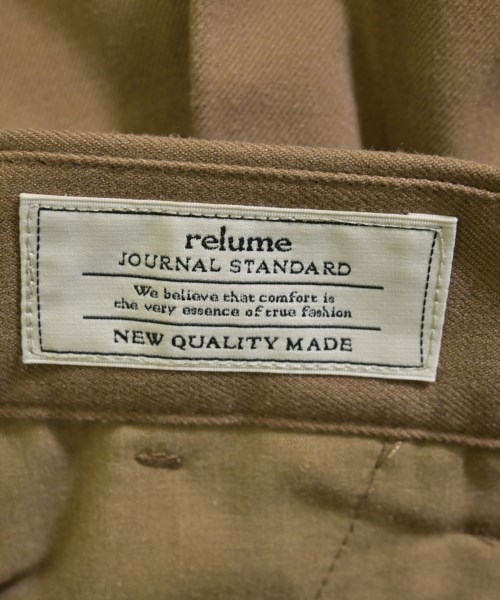 relume
JOURNAL STANDARD
We believe that comfort is
the very essence of true fashion
NEW QUALITY MADE